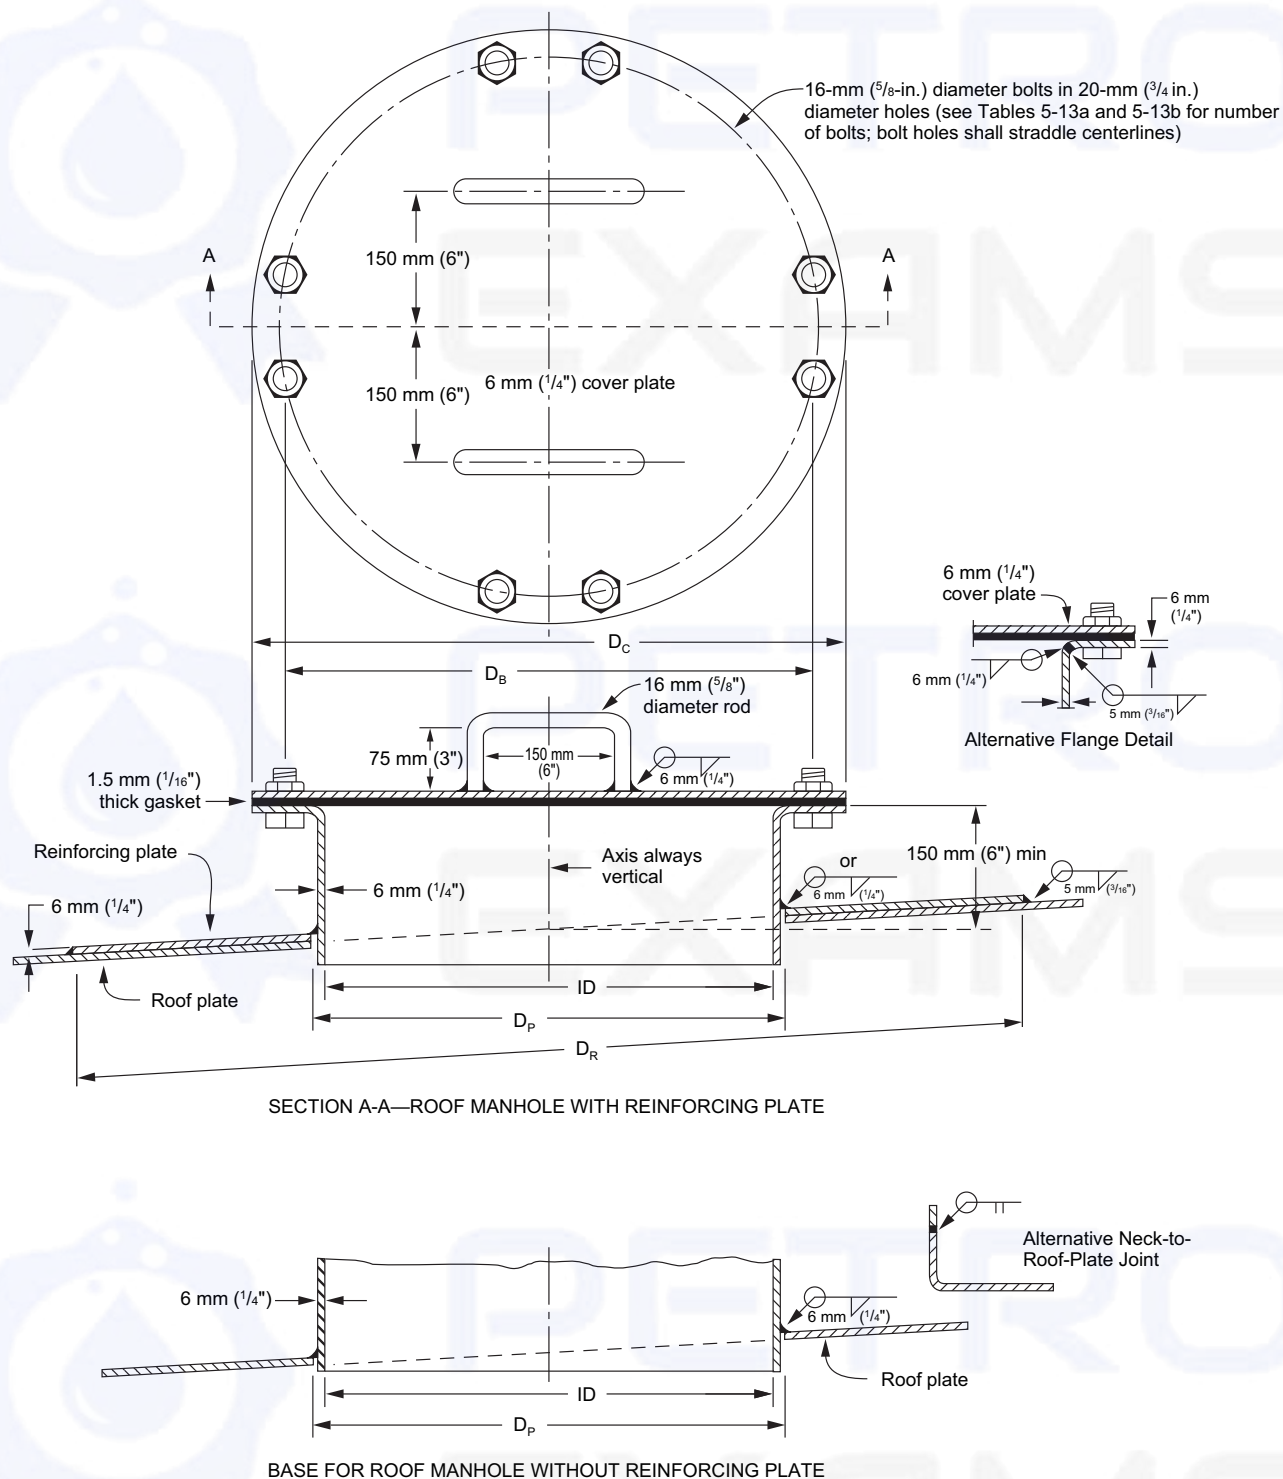 16-mm (5/8-in.) diameter bolts in 20-mm (3/4 in.)
diameter holes (see Tables 5-13a and 5-13b for number
of bolts; bolt holes shall straddle centerlines)
A
A
150 mm (6")
150 mm (6")
6 mm (1/4") cover plate
6 mm (1/4")
cover plate
6 mm
(1/4")
6 mm (1/4")
5 mm (3/16")
Alternative Flange Detail
DC
DB
16 mm (5/8")
diameter rod
75 mm (3")
150 mm
(6")
6 mm (1/4")
1.5 mm (1/16")
thick gasket
Reinforcing plate
6 mm (1/4")
6 mm (1/4")
Axis always
vertical
or
6 mm (1/4")
150 mm (6") min
5 mm (3/16")
Roof plate
ID
DP
DR
SECTION A-A—ROOF MANHOLE WITH REINFORCING PLATE
Alternative Neck-to-
Roof-Plate Joint
6 mm (1/4")
6 mm (1/4")
Roof plate
ID
DP
BASE FOR ROOF MANHOLE WITHOUT REINFORCING PLATE
PETRO
EXAMS
PETRO
EXAMS
PETRO
EXAMS